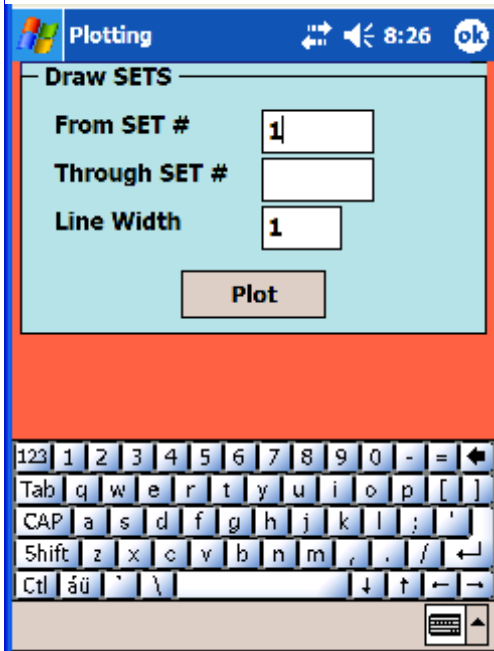 Plotting 8:26 ok
Draw SETS
From SET # 1
Through SET #
Line Width 1
Plot
123 1 2 3 4 5 6 7 8 9 0 - =
Tab q w e r t y u i o p [ ]
CAP a s d f g h j k l ; '
Shift z x c v b n m , . /
Ctl áü ` \